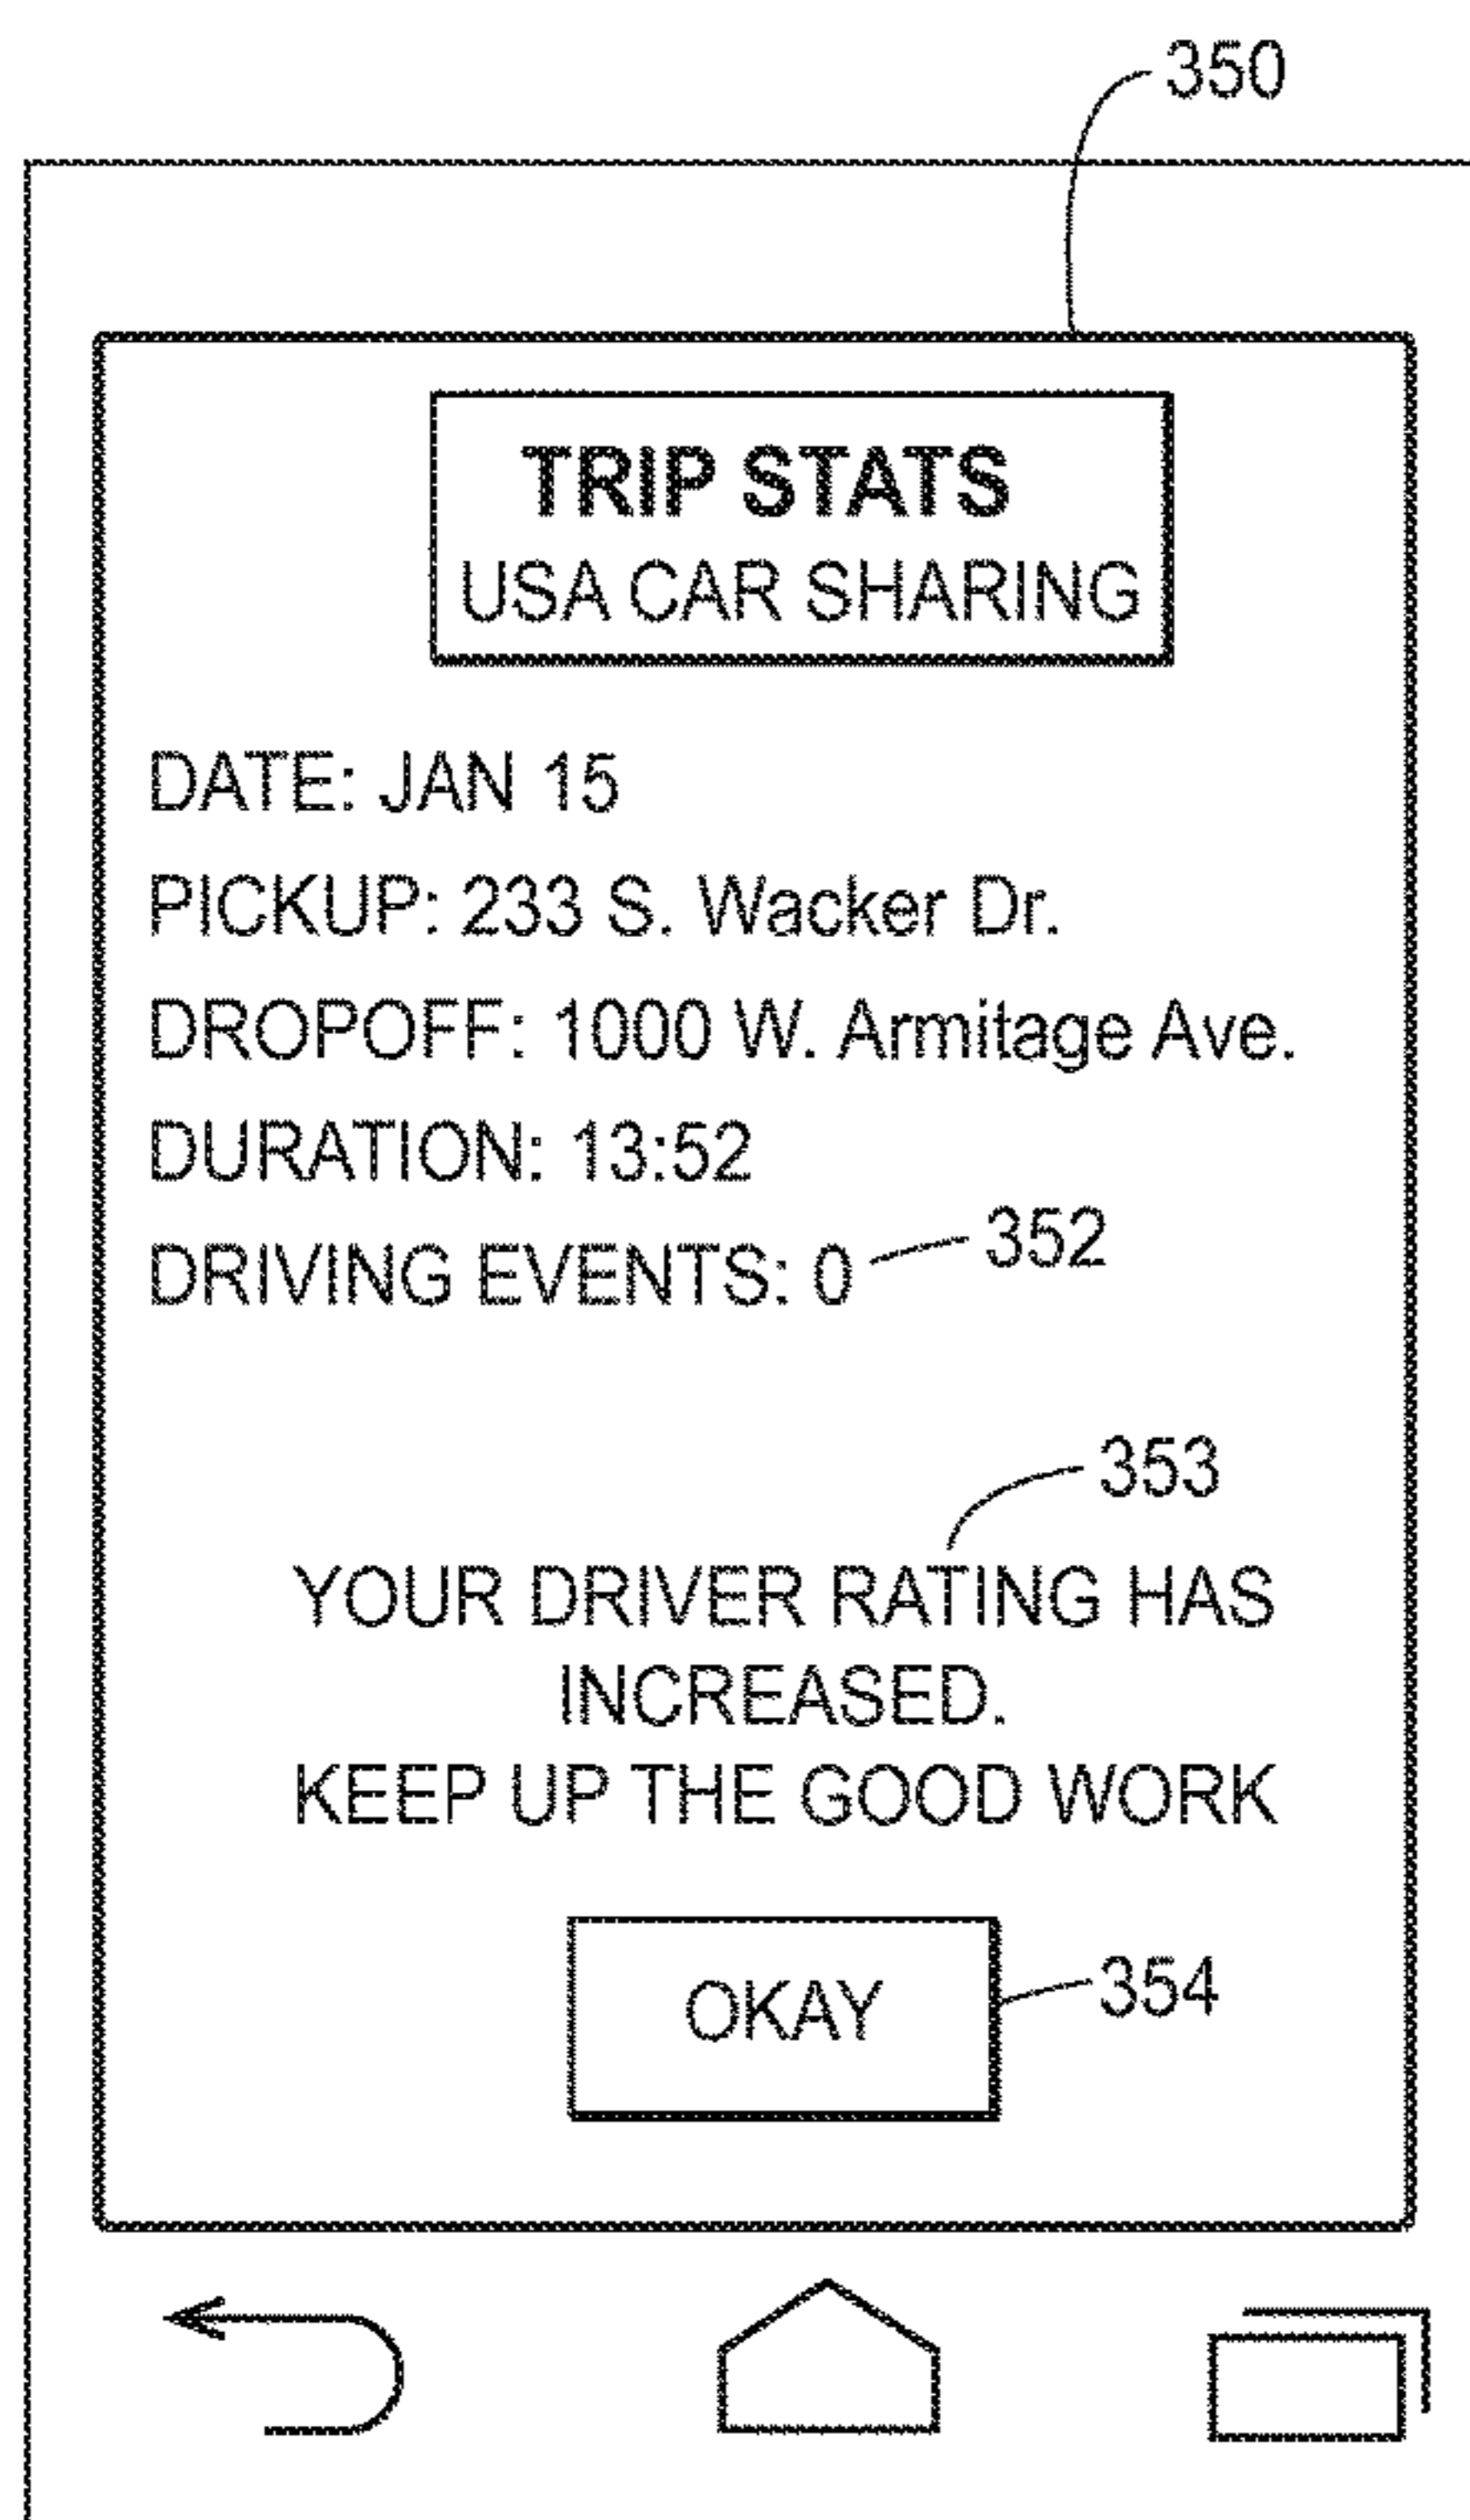 350
TRIP STATS
USA CAR SHARING
DATE: JAN 15
PICKUP: 233 S. Wacker Dr.
DROPOFF: 1000 W. Armitage Ave.
DURATION: 13:52
DRIVING EVENTS: 0 352
353
YOUR DRIVER RATING HAS
INCREASED.
KEEP UP THE GOOD WORK
OKAY 354